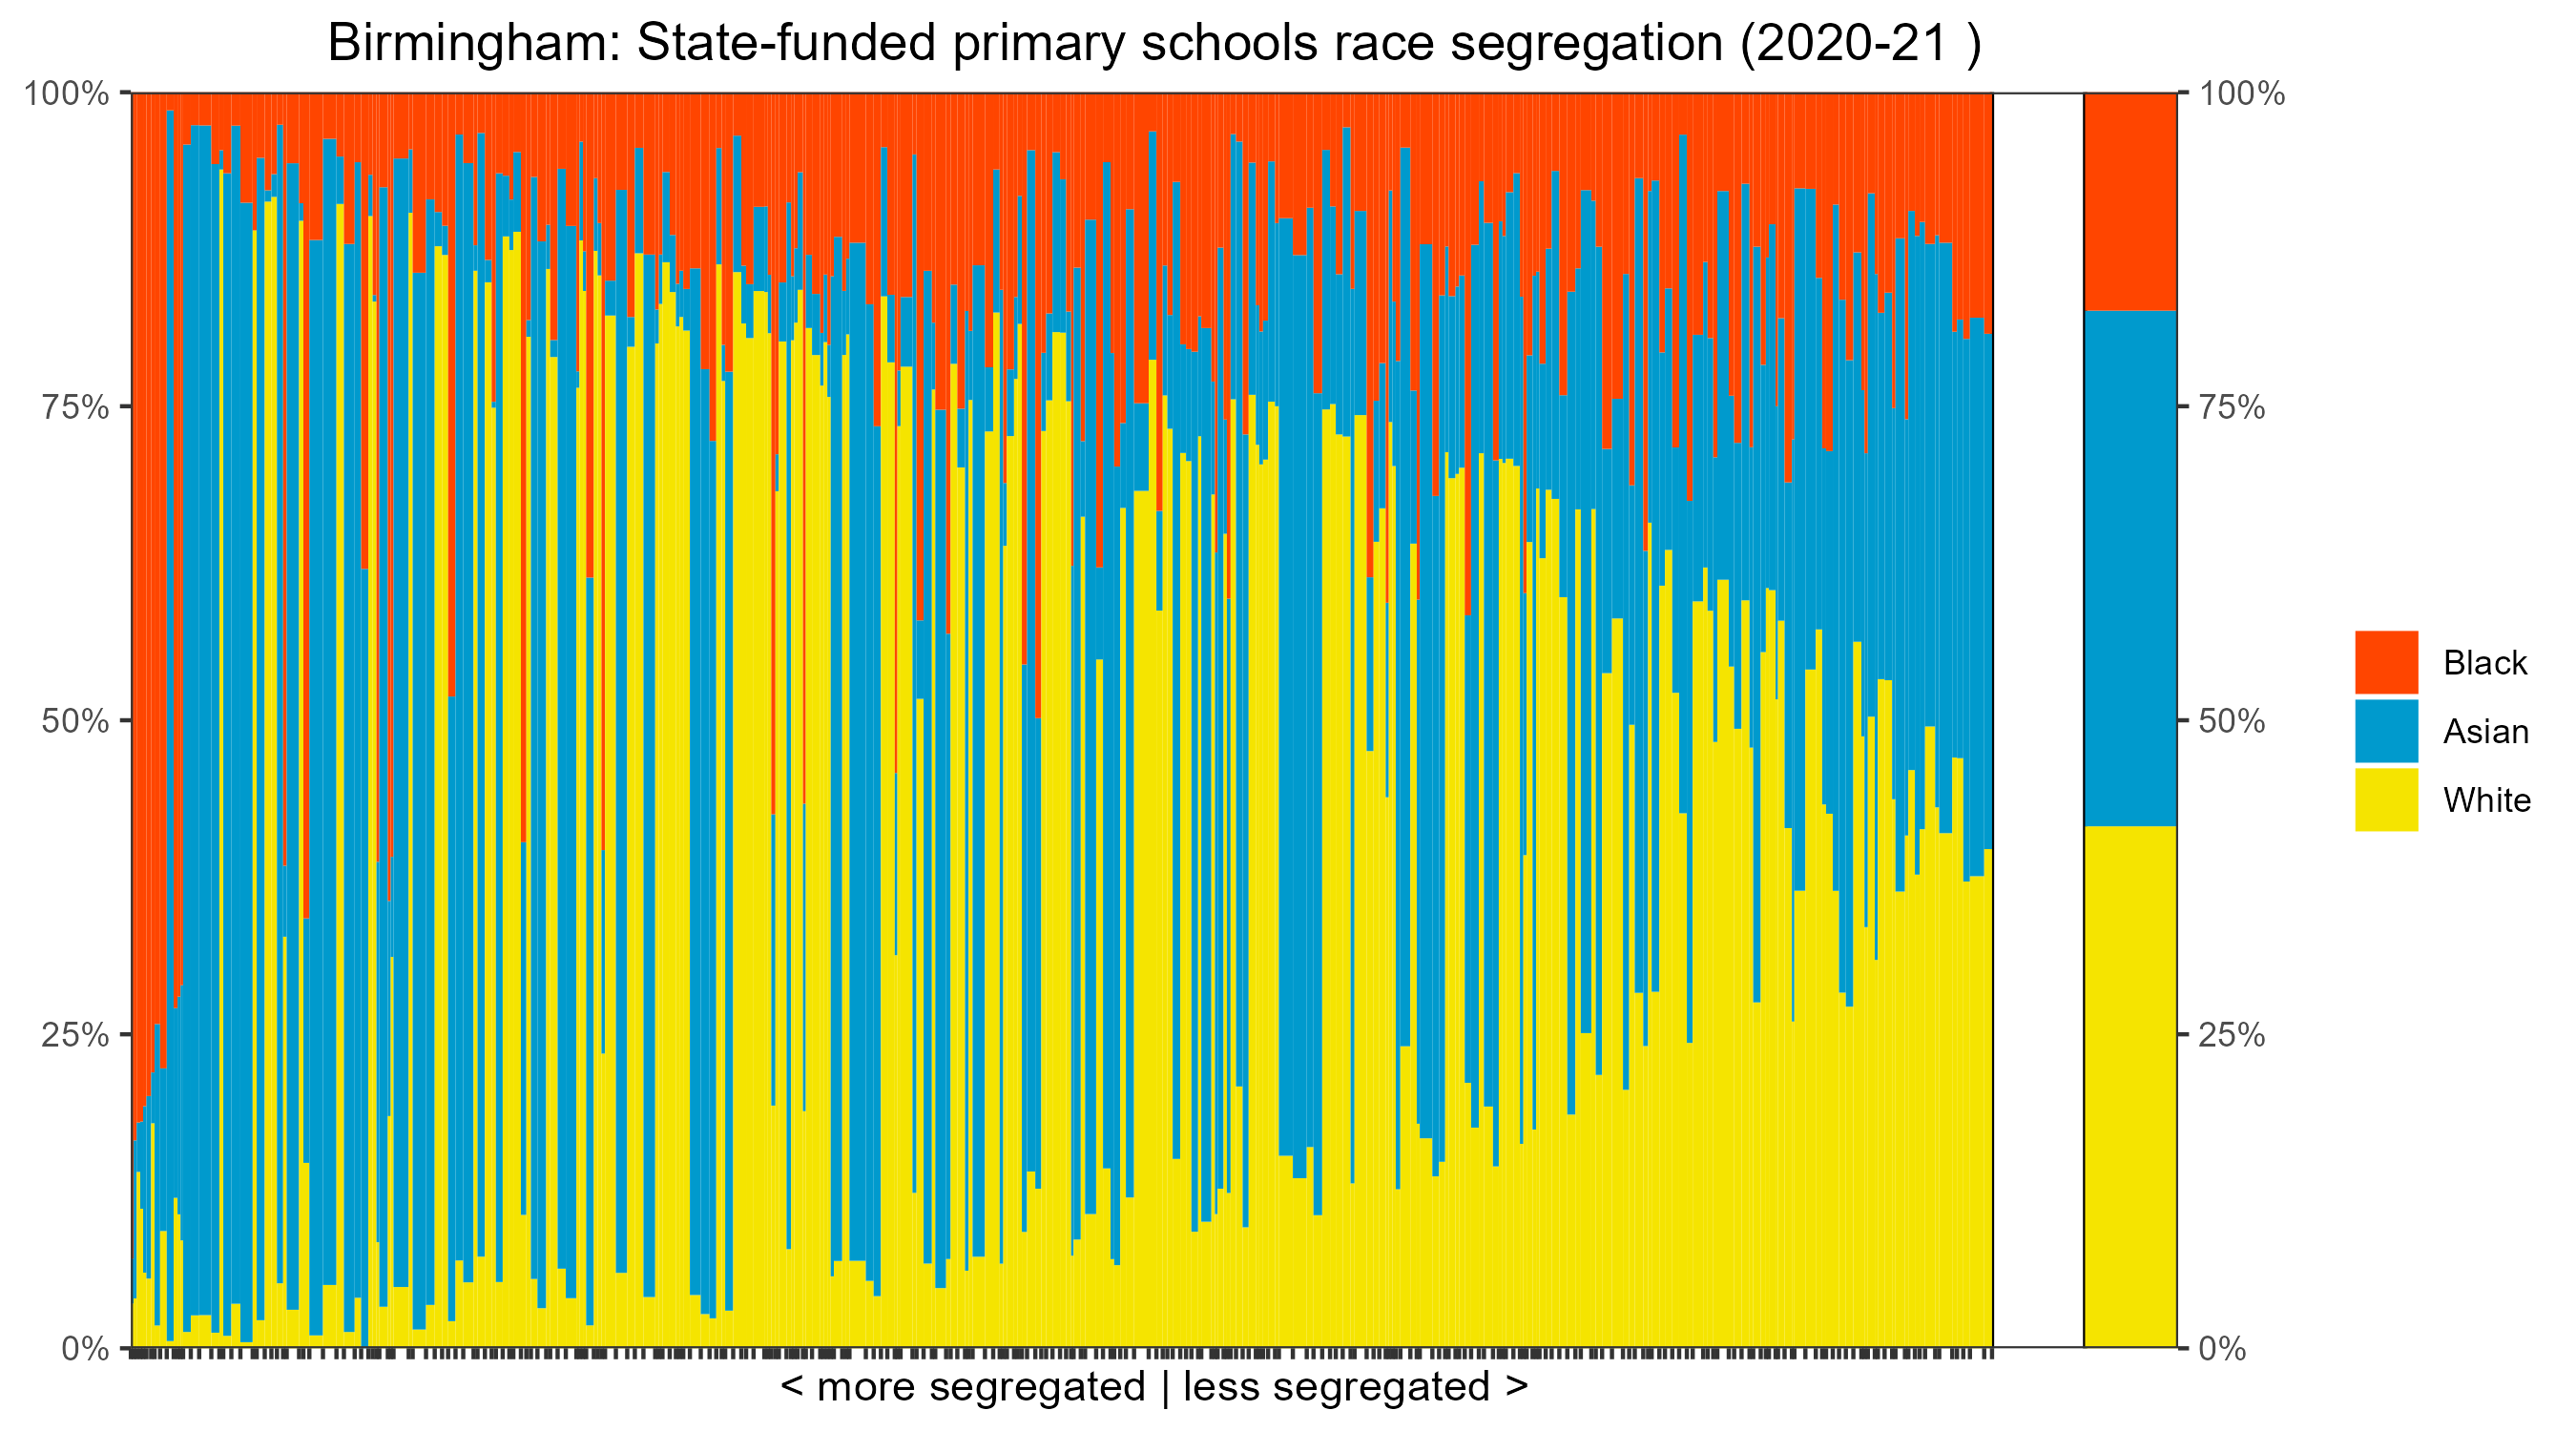 Birmingham: State-funded primary schools race segregation (2020-21 )
100%
75%
50%
25%
0%
100%
75%
50%
25%
0%
Black
Asian
White
< more segregated | less segregated >